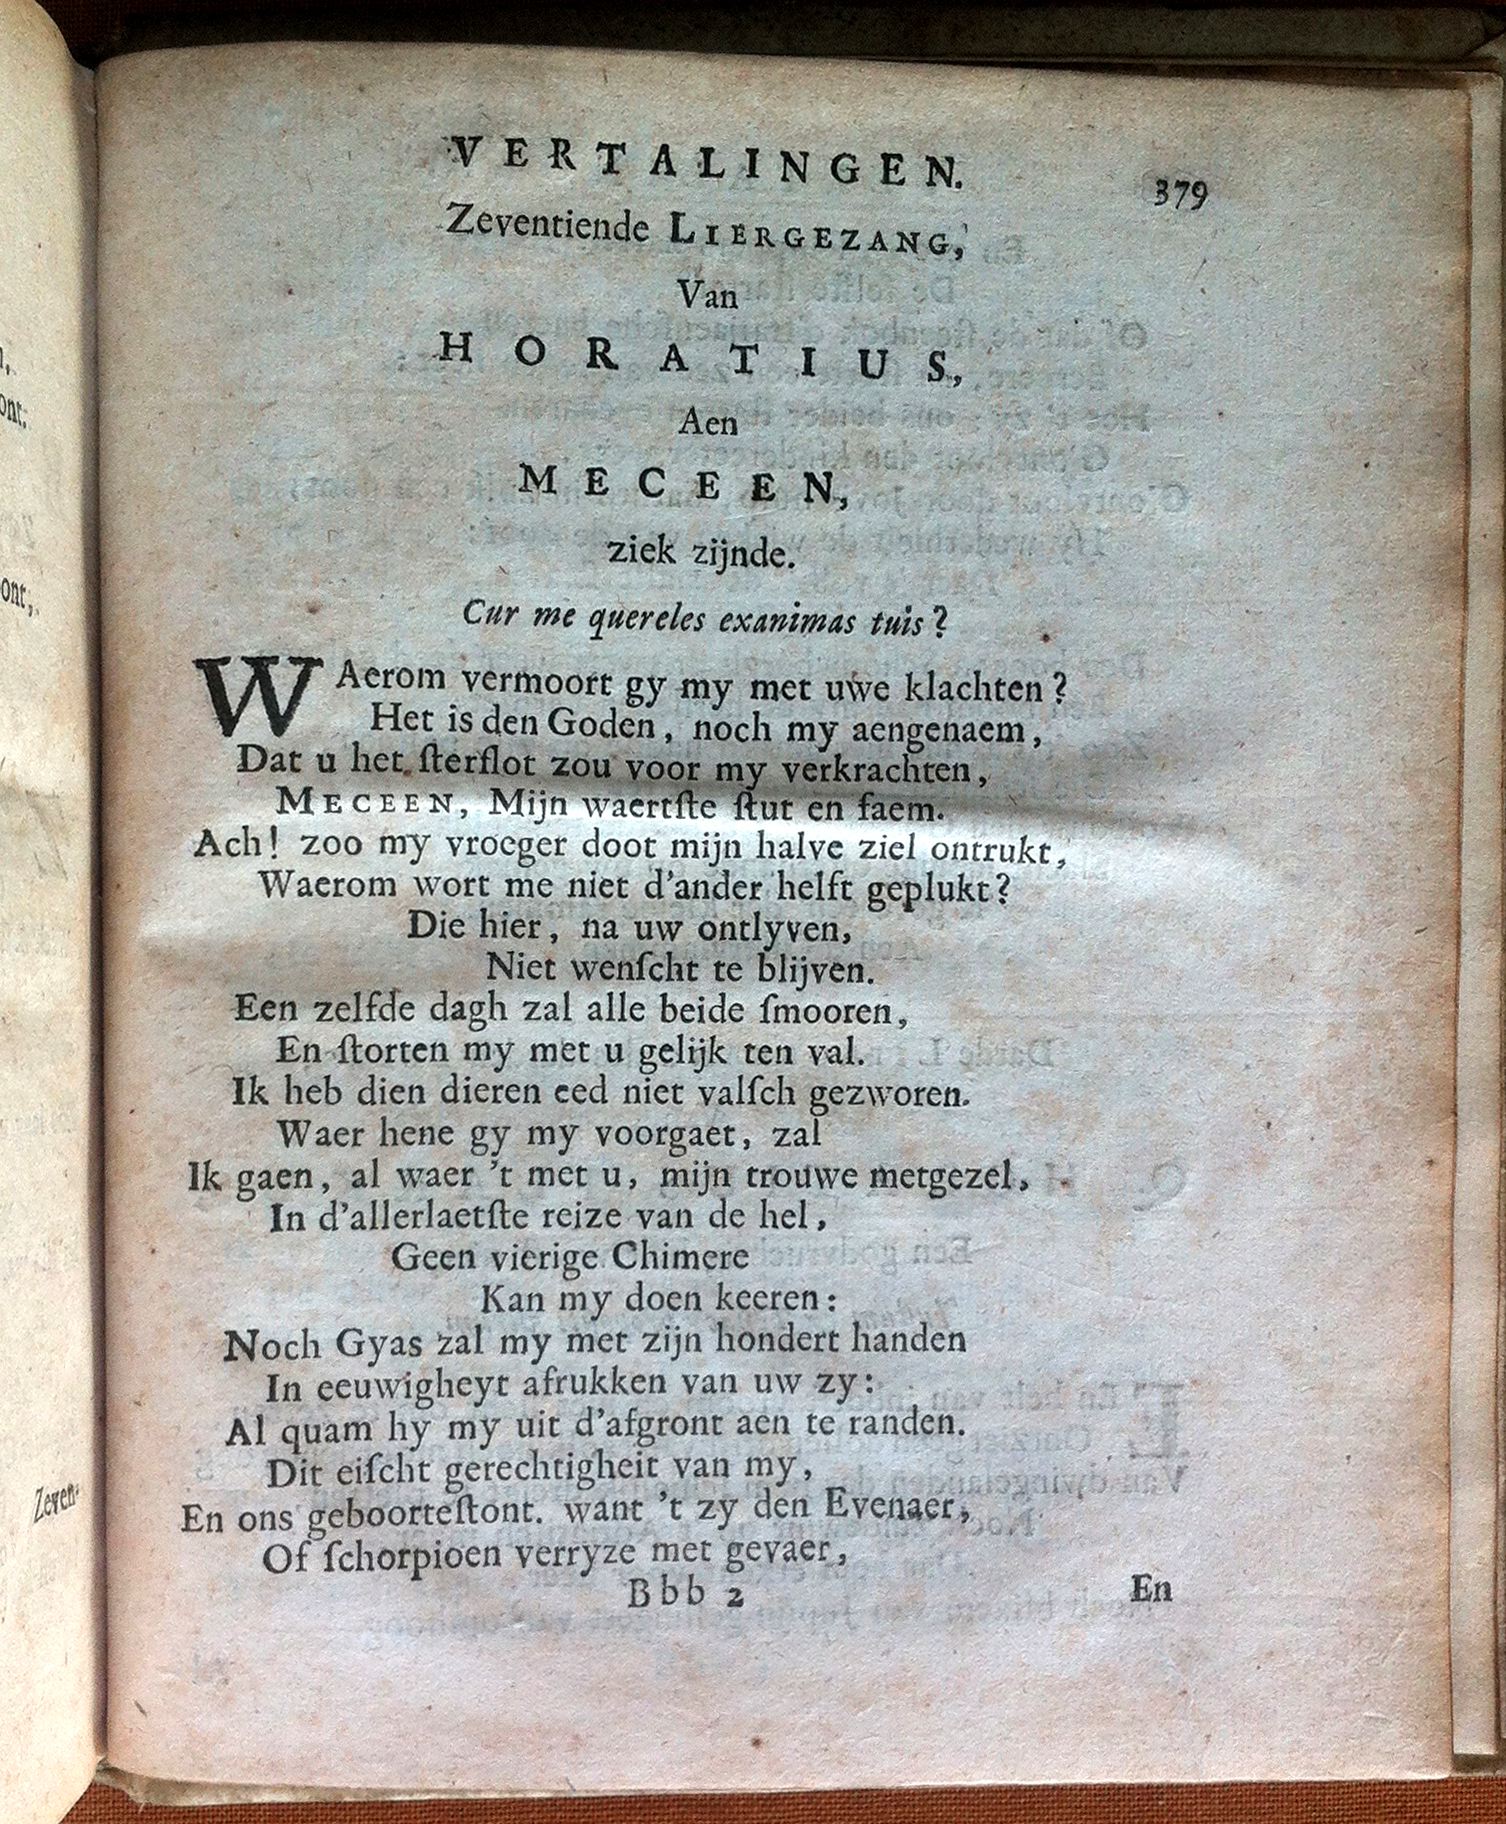 VERTALINGEN. 379
Zeventiende LIERGEZANG,
Van
HORATIUS,
Aen
MECEEN,
ziek zijnde.
Cur me quereles exanimas tuis?
WAerom vermoort gy my met uwe klachten?
Het is den Goden, noch my aengenaem,
Dat u het ſterflot zou voor my verkrachten,
MECEEN, Mijn waertſte ſtut en faem.
Ach! zoo my vroeger doot mijn halve ziel ontrukt,
Waerom wort me niet d'ander helft geplukt?
Die hier, na uw ontlyven,
Niet wenſcht te blijven.
Een zelfde dagh zal alle beide ſmooren,
En ſtorten my met u gelijk ten val.
Ik heb dien dieren eed niet valſch gezworen.
Waer hene gy my voorgaet, zal
Ik gaen, al waer 't met u, mijn trouwe metgezel,
In d'allerlaetſte reize van de hel,
Geen vierige Chimere
Kan my doen keeren:
Noch Gyas zal my met zijn hondert handen
In eeuwigheyt afrukken van uw zy:
Al quam hy my uit d'afgront aen te randen.
Dit eiſcht gerechtigheit van my,
En ons geboorteſtont. want 't zy den Evenaer,
Of ſchorpioen verryze met gevaer,
Bbb 2 En
ont:
ont,
Zeven-